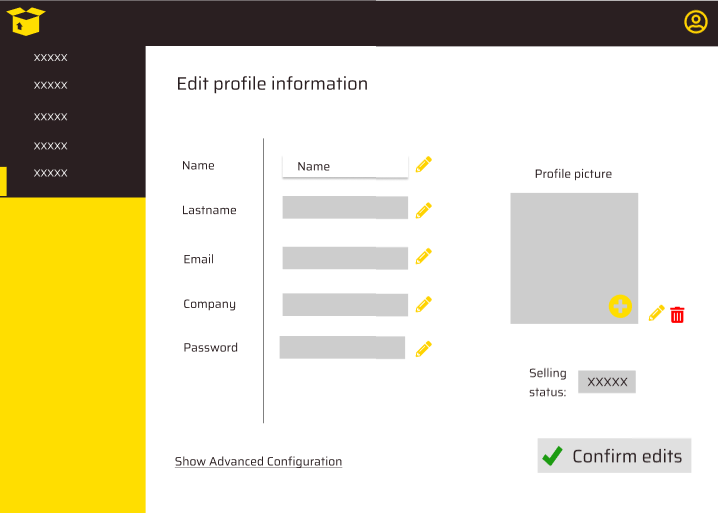 xxxxx
xxxxx
xxxxx
xxxxx
xxxxx
Edit profile information
Name
Name
Lastname
Email
Company
Password
Profile picture
Selling
status:
XXXXX
Show Advanced Configuration
Confirm edits